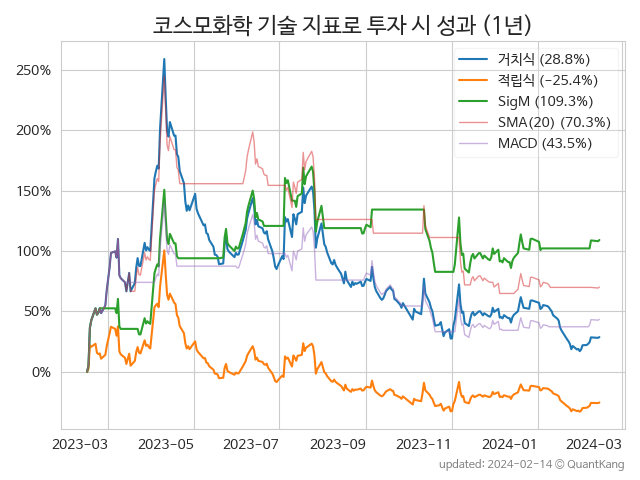 코스모화학 기술 지표로 투자 시 성과 (1년)
250%
200%
150%
100%
50%
0%
거치식 (28.8%)
적립식 (−25.4%)
SigM (109.3%)
SMA(20) (70.3%)
MACD (43.5%)
2023-03
2023-05
2023-07
2023-09
2023-11
2024-01
2024-03
updated: 2024-02-14 © QuantKang